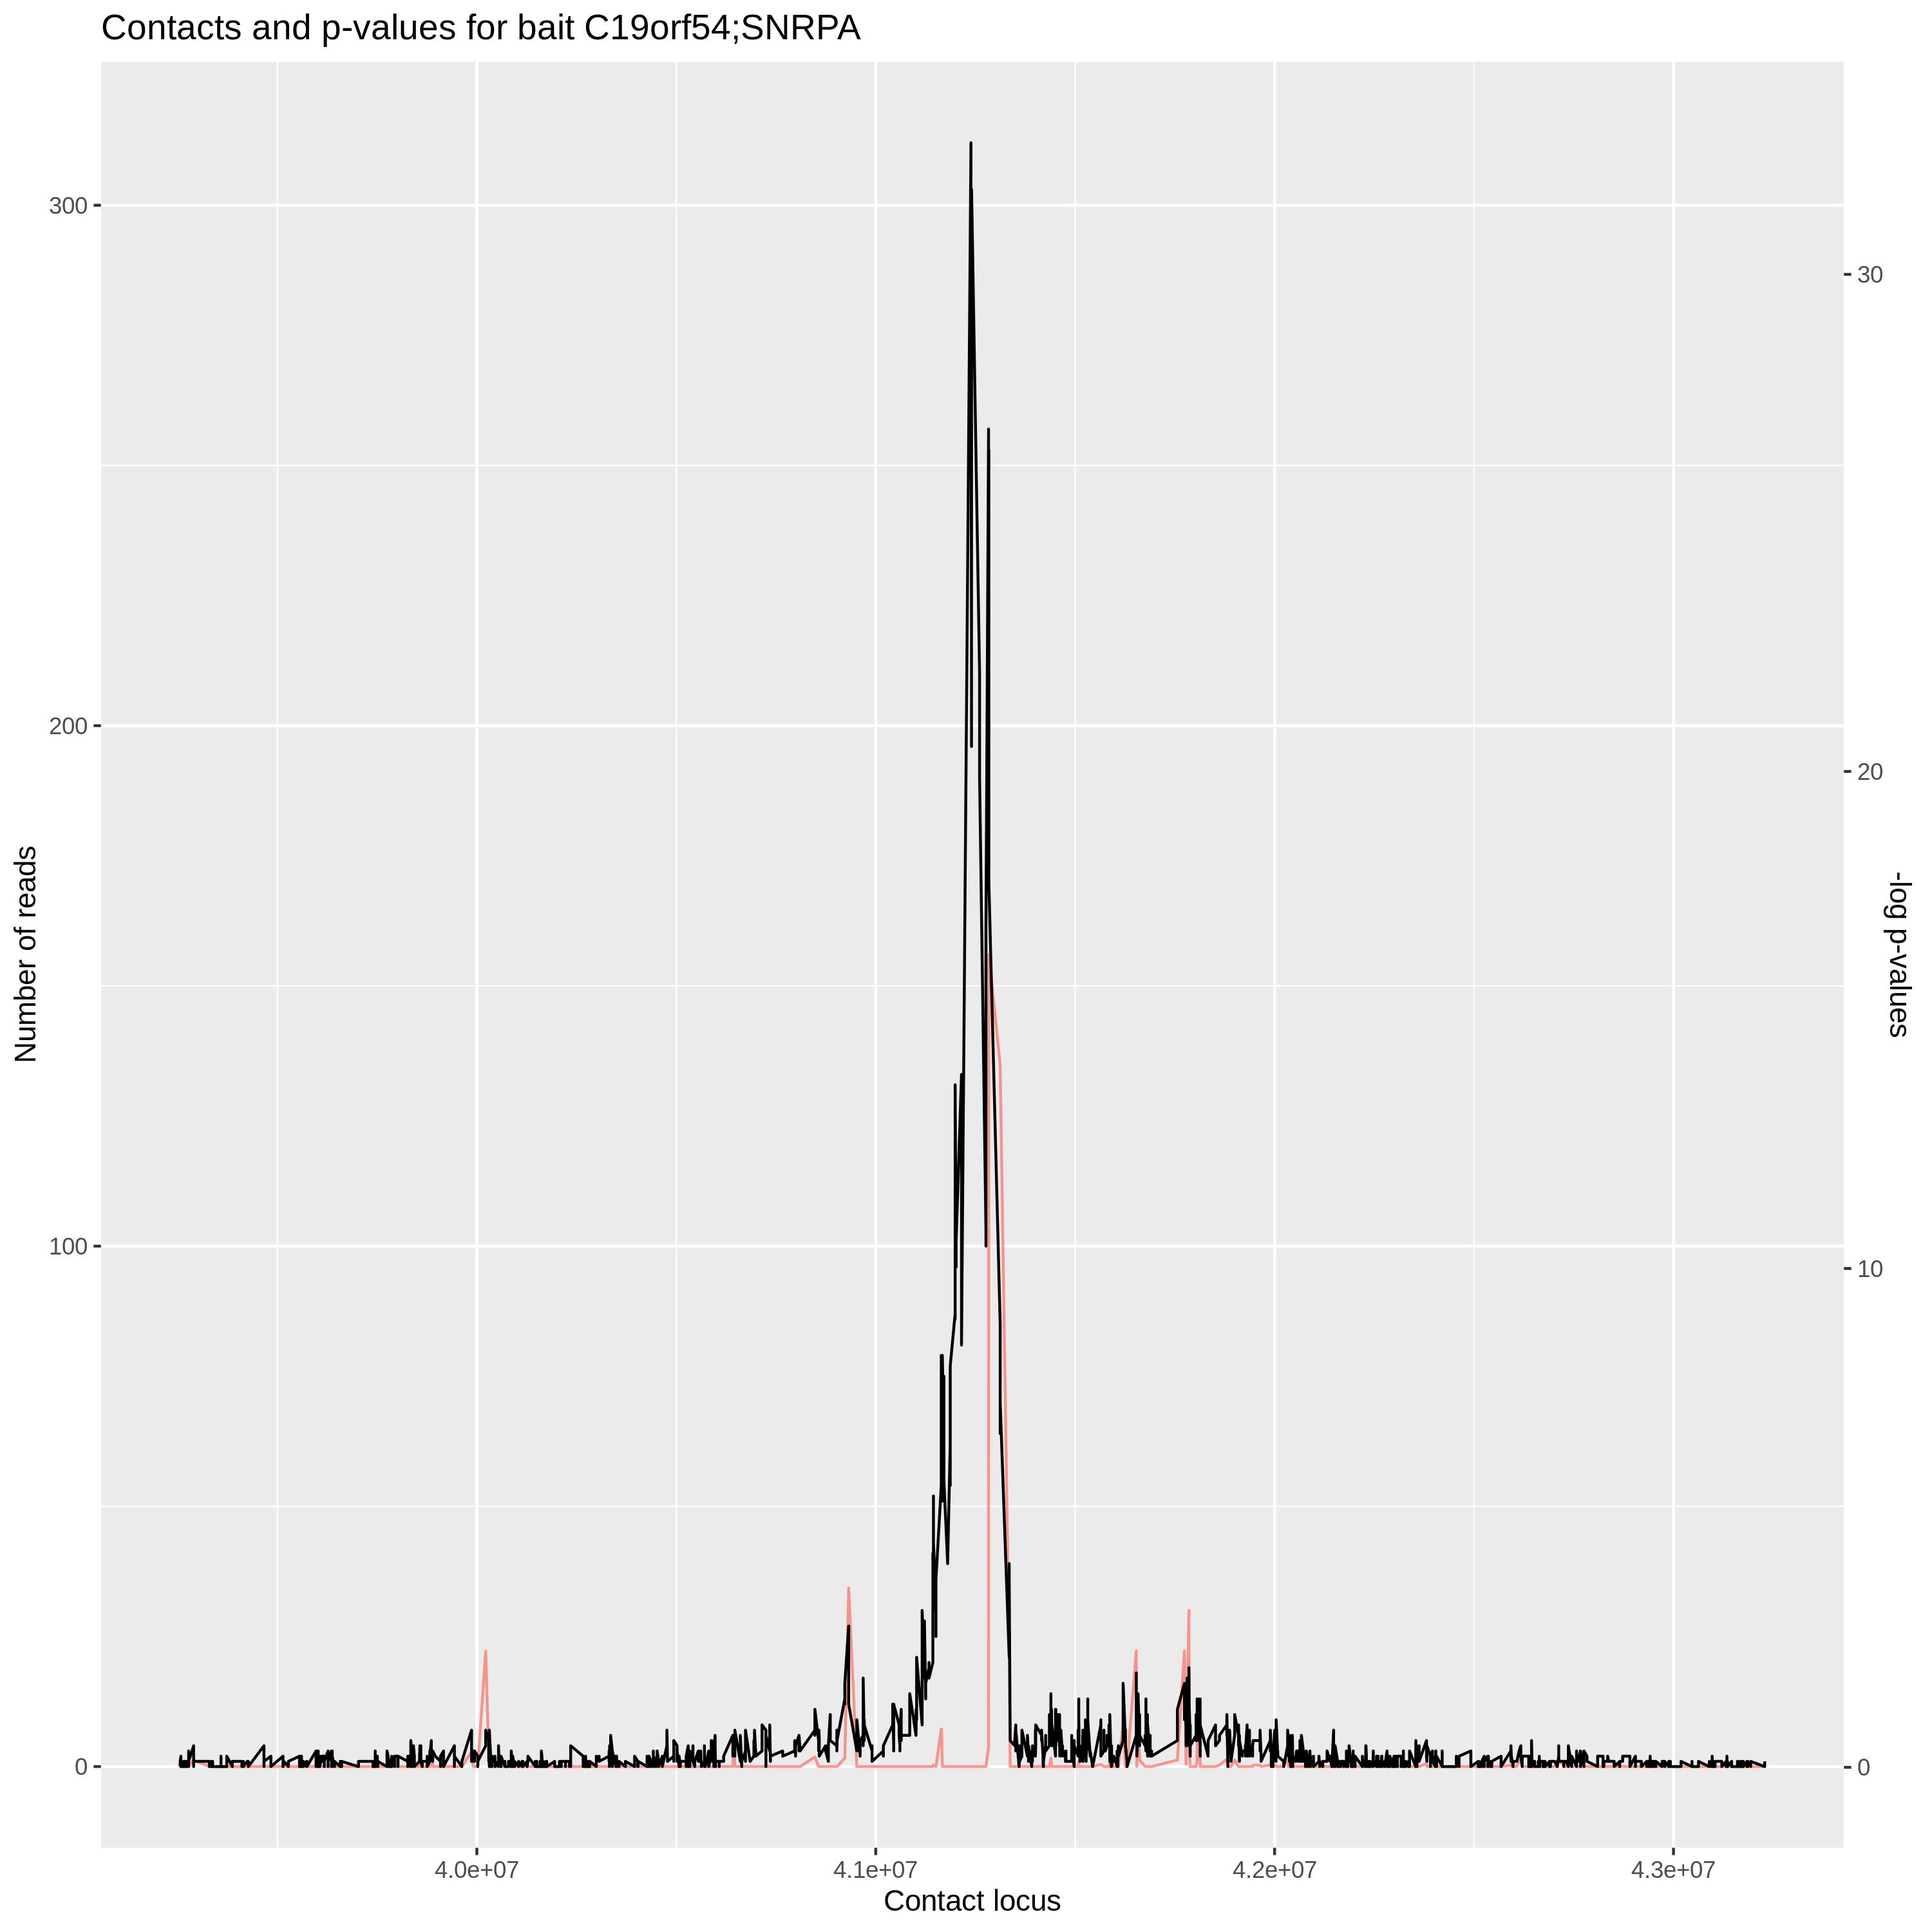 Contacts and p-values for bait C19orf54;SNRPA
300
200
100
0
Number of reads
30
20
10
0
-log p-values
4.0e+07
4.1e+07
4.2e+07
4.3e+07
Contact locus